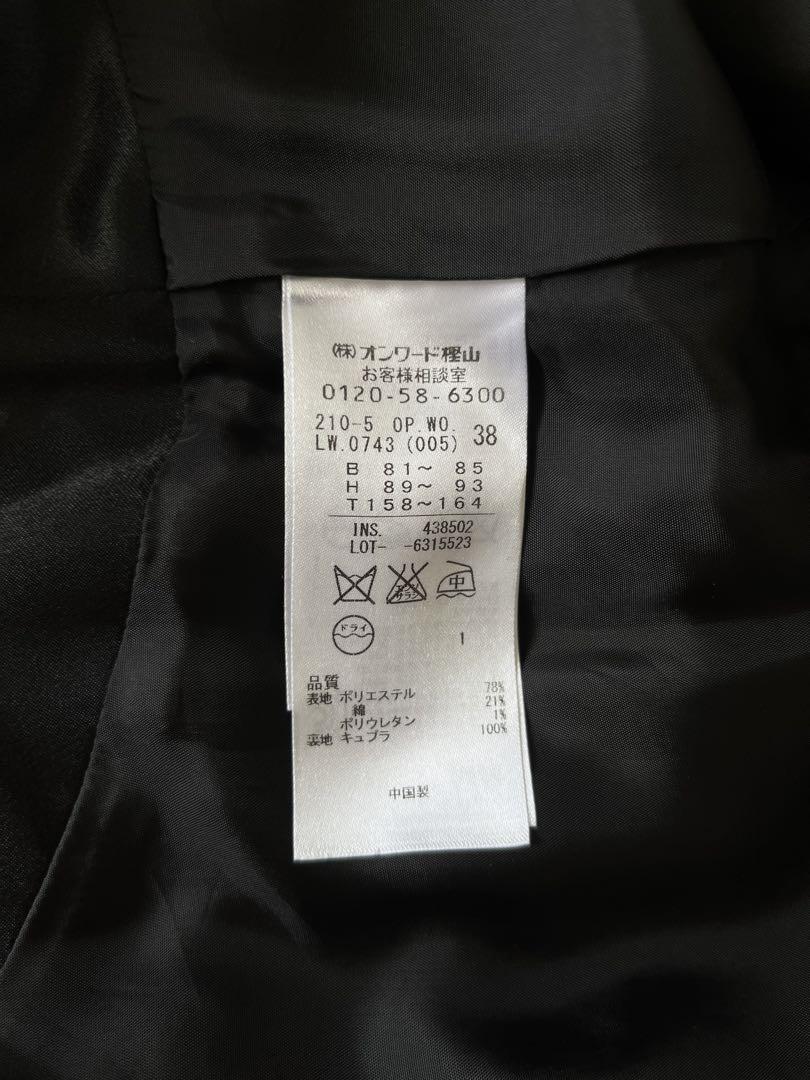 (株)オンワード樫山
お客様相談室
0120-58-6300
210-5 OP.WO.
LW.0743 (005) 38
B 81～ 85
H 89～ 93
T158～164
INS. 438502
LOT- -6315523
中
ドライ
1
品質
表地 ポリエステル 78%
綿 21%
ポリウレタン 1%
裏地 キュプラ 100%
中国製